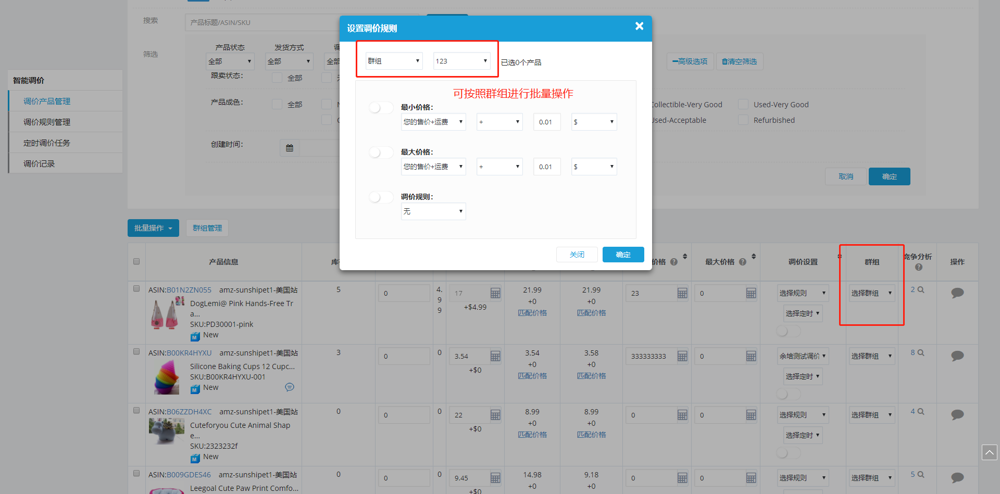 搜索
产品标题/ASIN/SKU
筛选
产品状态
发货方式
全部
全部
全部
跟卖状态：
全部
产品成色：
全部
Collectible-Very Good
Used-Very Good
Used-Acceptable
Refurbished
创建时间：
高级选项
清空筛选
取消
确定
智能调价
调价产品管理
调价规则管理
定时调价任务
调价记录
设置调价规则
群组
123
已选0个产品
可按照群组进行批量操作
最小价格：
您的售价+运费
+
0.01
$
最大价格：
您的售价+运费
+
0.01
$
调价规则：
无
关闭
确定
批量操作
群组管理
产品信息
价格
最大价格
调价设置
群组
竞争分析
操作
ASIN:B01N2ZN055 amz-sunshipet1-美国站
DogLemi@ Pink Hands-Free Tr
a...
SKU:PD30001-pink
New
5
0
4.
9
9
17
+$4.99
21.99
+0
匹配价格
21.99
+0
匹配价格
23
0
选择规则
选择定时
选择群组
2
ASIN:B00KR4HYXU amz-sunshipet1-美国站
Silicone Baking Cups 12 Cupc...
SKU:B00KR4HYXU-001
New
3
0
0
3.54
+$0
3.54
+0
匹配价格
3.58
+0
匹配价格
333333333
0
余培测试调价
选择定时
选择群组
8
ASIN:B06ZZDH4XC amz-sunshipet1-美国站
Cuteforyou Cute Animal Shap
e...
SKU:2323232f
New
0
0
0
22
+$0
8.99
+0
匹配价格
8.99
+0
匹配价格
0
0
选择规则
选择定时
选择群组
4
ASIN:B009GDES46 amz-sunshipet1-美国站
Leegoal Cute Paw Print Comfo...
0
0
0
9.45
+$0
14.98
+0
9.18
+0
0
0
选择规则
选择群组
5